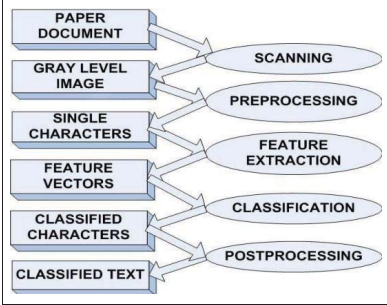 PAPER
DOCUMENT
SCANNING
GRAY LEVEL
IMAGE
PREPROCESSING
SINGLE
CHARACTERS
FEATURE
EXTRACTION
FEATURE
VECTORS
CLASSIFICATION
CLASSIFIED
CHARACTERS
POSTPROCESSING
CLASSIFIED TEXT